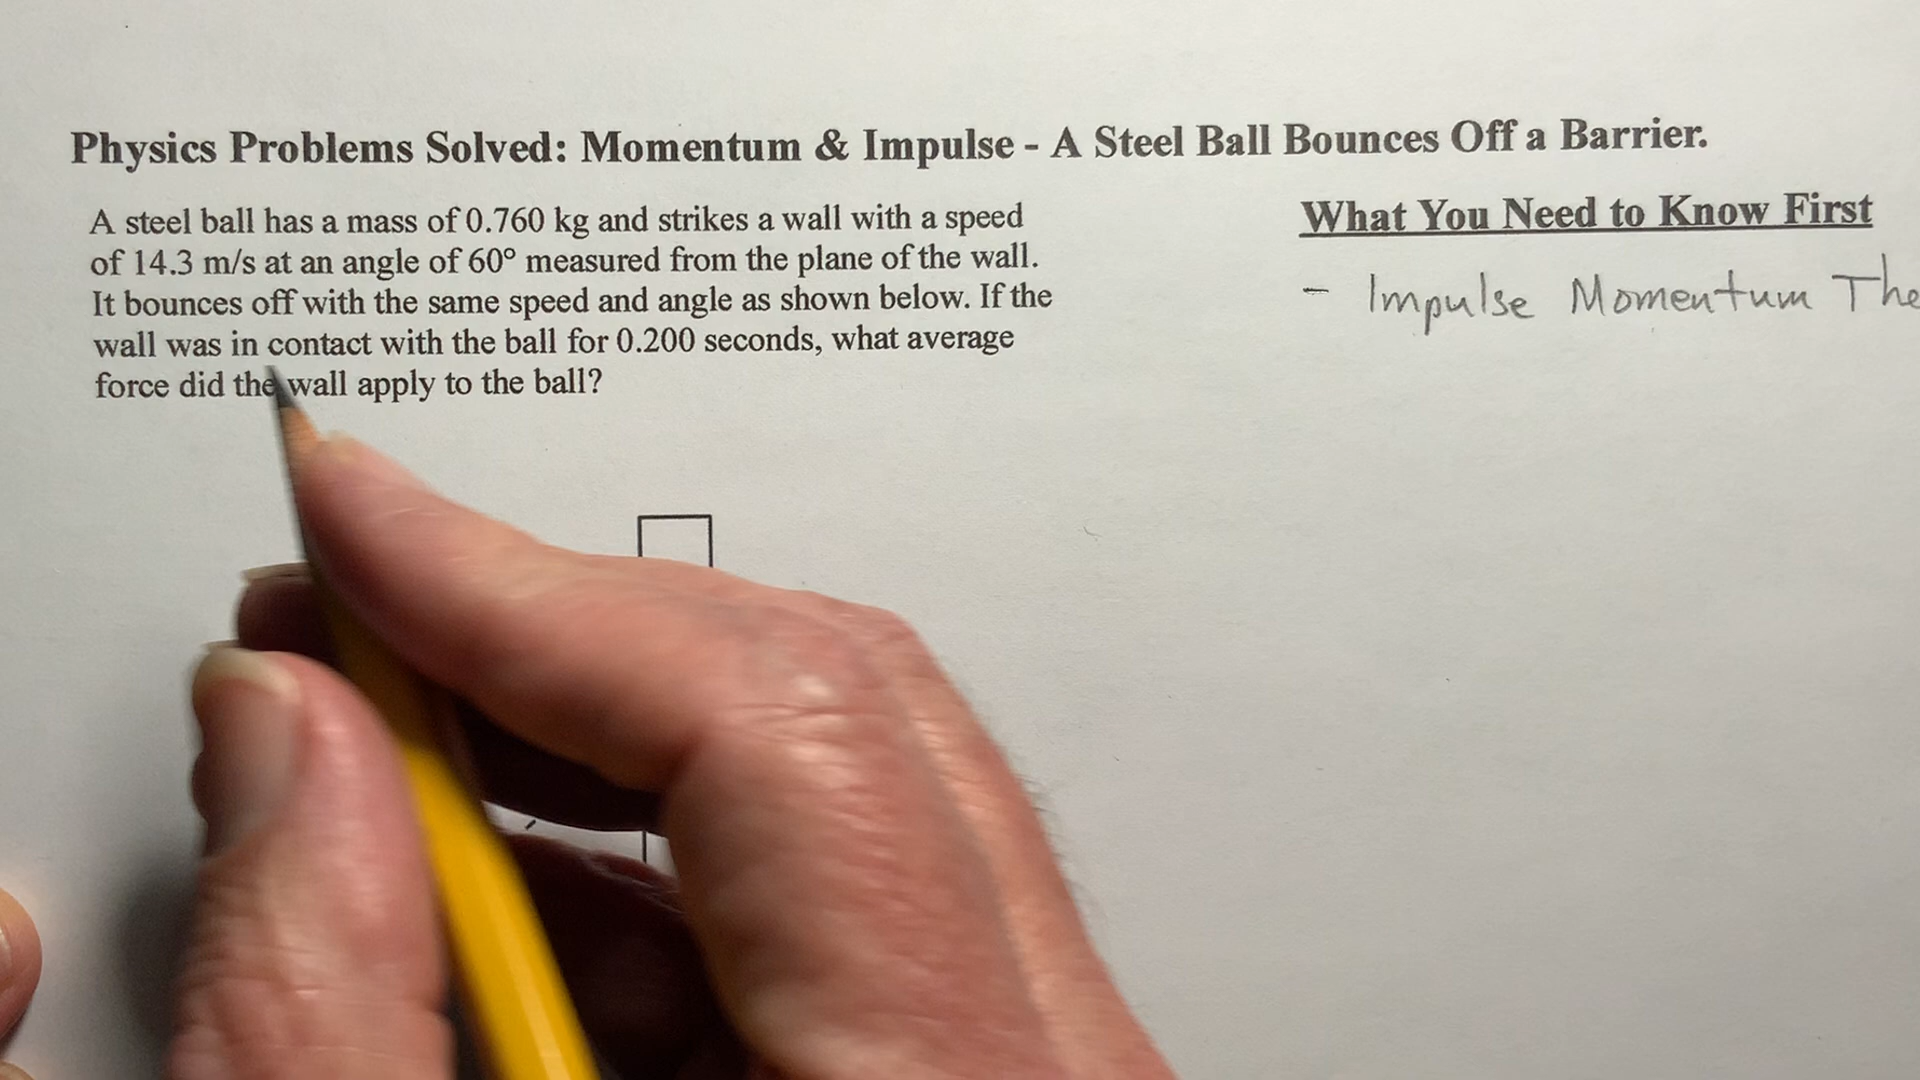 Physics Problems Solved: Momentum & Impulse - A Steel Ball Bounces Off a Barrier.
A steel ball has a mass of 0.760 kg and strikes a wall with a speed
of 14.3 m/s at an angle of 60° measured from the plane of the wall.
It bounces off with the same speed and angle as shown below. If the
wall was in contact with the ball for 0.200 seconds, what average
force did the wall apply to the ball?
What You Need to Know First
- Impulse Momentum The